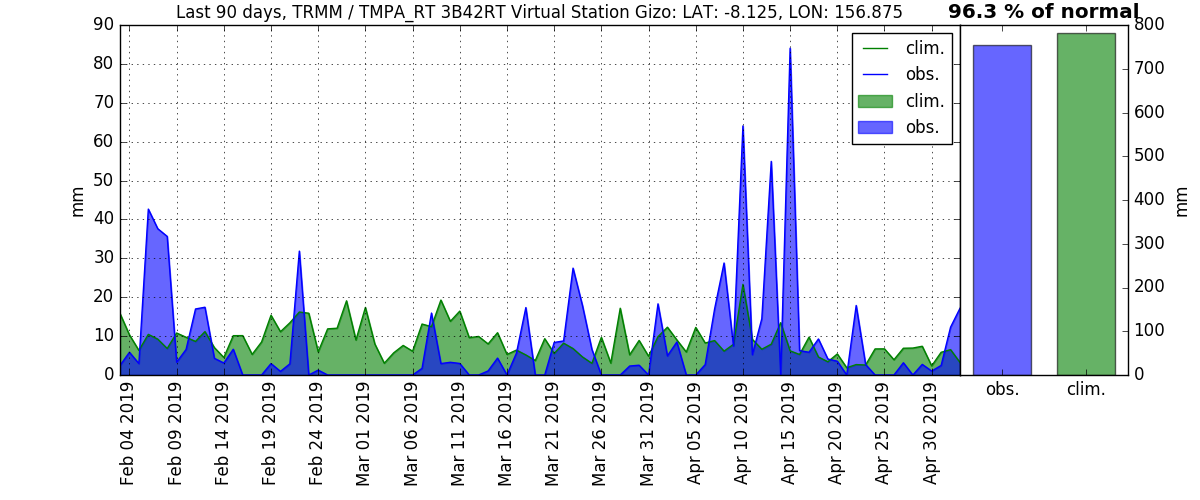 Last 90 days, TRMM / TMPA_RT 3B42RT Virtual Station Gizo: LAT: -8.125, LON: 156.875
96.3 % of normal
90
80
70
60
50
40
30
20
10
0
mm
clim.
obs.
clim.
obs.
800
700
600
500
400
300
200
100
0
mm
obs.
clim.
Feb 04 2019
Feb 09 2019
Feb 14 2019
Feb 19 2019
Feb 24 2019
Mar 01 2019
Mar 06 2019
Mar 11 2019
Mar 16 2019
Mar 21 2019
Mar 26 2019
Mar 31 2019
Apr 05 2019
Apr 10 2019
Apr 15 2019
Apr 20 2019
Apr 25 2019
Apr 30 2019